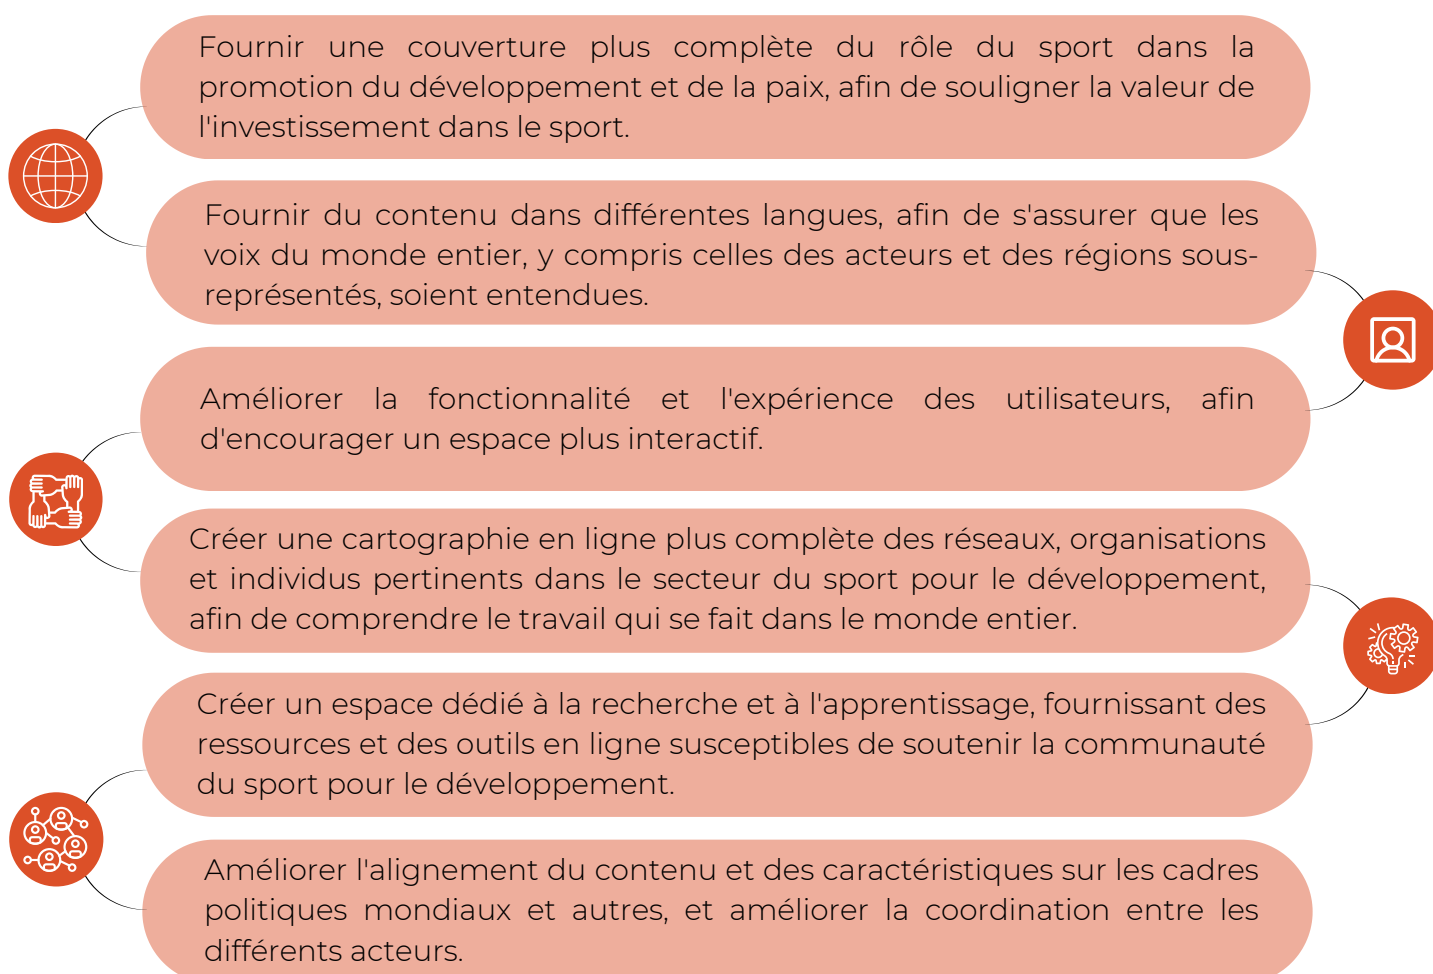 Fournir une couverture plus complète du rôle du sport dans la
promotion du développement et de la paix, afin de souligner la valeur de
l'investissement dans le sport.
Fournir du contenu dans différentes langues, afin de s'assurer que les
voix du monde entier, y compris celles des acteurs et des régions sous-
représentés, soient entendues.
Améliorer la fonctionnalité et l'expérience des utilisateurs, afin
d'encourager un espace plus interactif.
Créer une cartographie en ligne plus complète des réseaux, organisations
et individus pertinents dans le secteur du sport pour le développement,
afin de comprendre le travail qui se fait dans le monde entier.
Créer un espace dédié à la recherche et à l'apprentissage, fournissant des
ressources et des outils en ligne susceptibles de soutenir la communauté
du sport pour le développement.
Améliorer l'alignement du contenu et des caractéristiques sur les cadres
politiques mondiaux et autres, et améliorer la coordination entre les
différents acteurs.